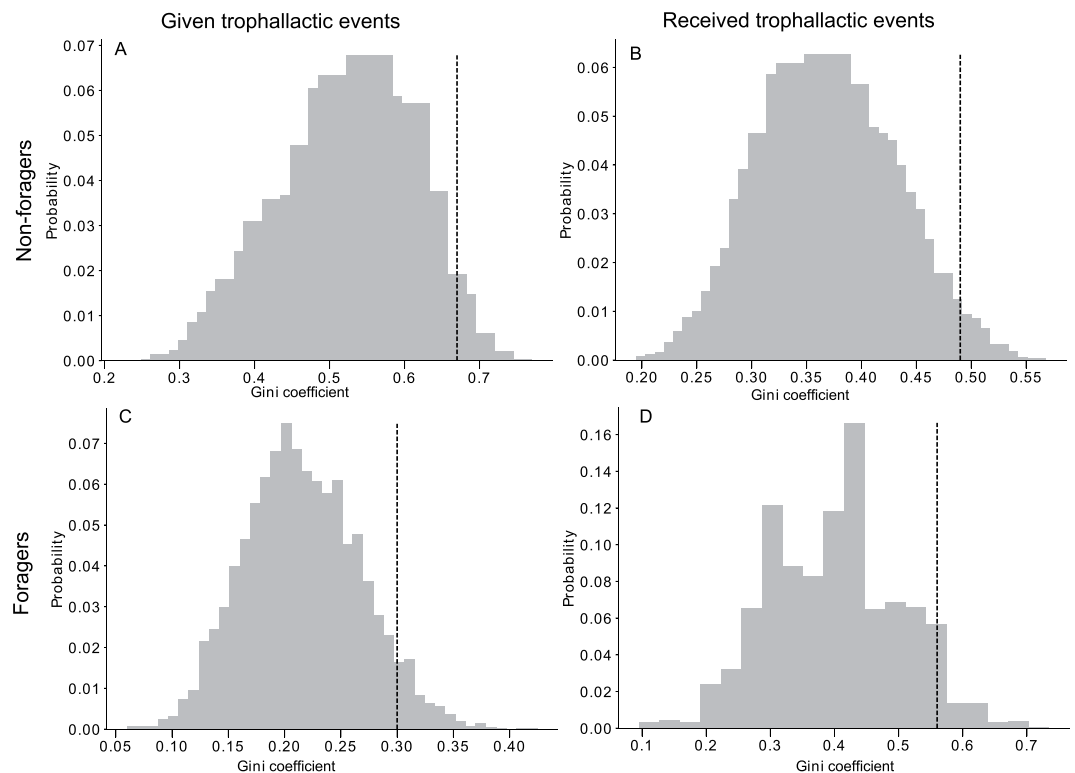 Given trophallactic events
Received trophallactic events
Non-foragers
A
Probability
0.07
0.06
0.05
0.04
0.03
0.02
0.01
0.00
0.2 0.3 0.4 0.5 0.6 0.7
Gini coefficient
B
Probability
0.06
0.05
0.04
0.03
0.02
0.01
0.00
0.20 0.25 0.30 0.35 0.40 0.45 0.50 0.55
Gini coefficient
Foragers
C
Probability
0.07
0.06
0.05
0.04
0.03
0.02
0.01
0.00
0.05 0.10 0.15 0.20 0.25 0.30 0.35 0.40
Gini coefficient
D
Probability
0.16
0.14
0.12
0.10
0.08
0.06
0.04
0.02
0.00
0.1 0.2 0.3 0.4 0.5 0.6 0.7
Gini coefficient